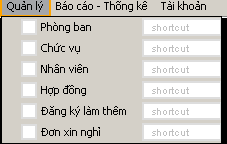 Quản lý Báo cáo - Thống kê Tài khoản
Phòng ban shortcut
Chức vụ shortcut
Nhân viên shortcut
Hợp đồng shortcut
Đăng ký làm thêm shortcut
Đơn xin nghỉ shortcut